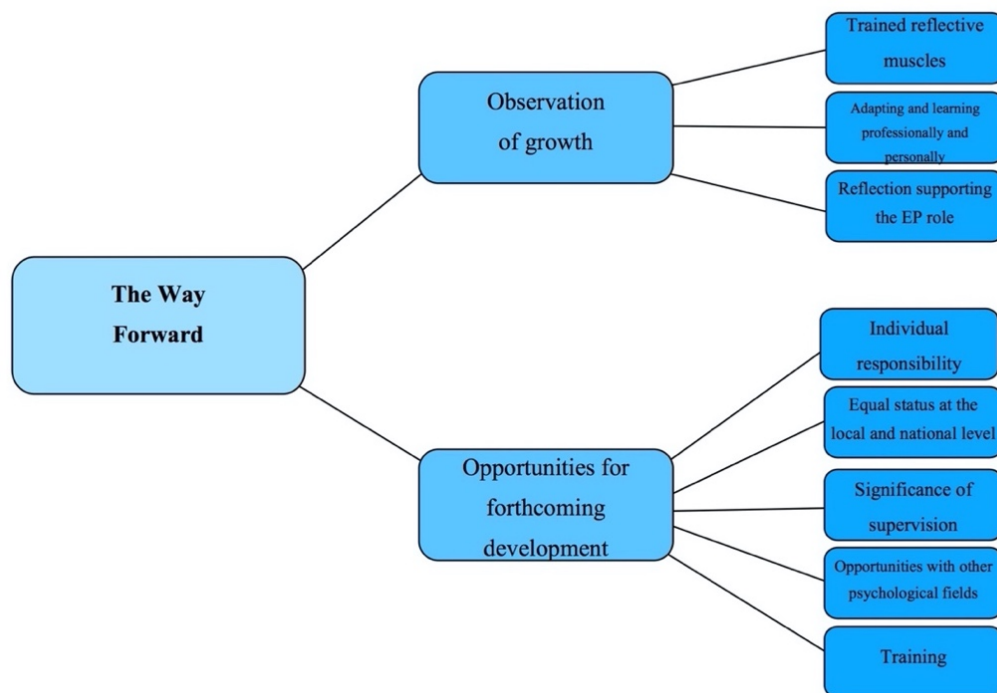 Trained reflective
muscles
Observation
of growth
Adapting and learning
professionally and
personally
Reflection supporting
the EP role
The Way
Forward
Individual
responsibility
Equal status at the
local and national level
Opportunities for
forthcoming
development
Significance of
supervision
Opportunities with other
psychological fields
Training